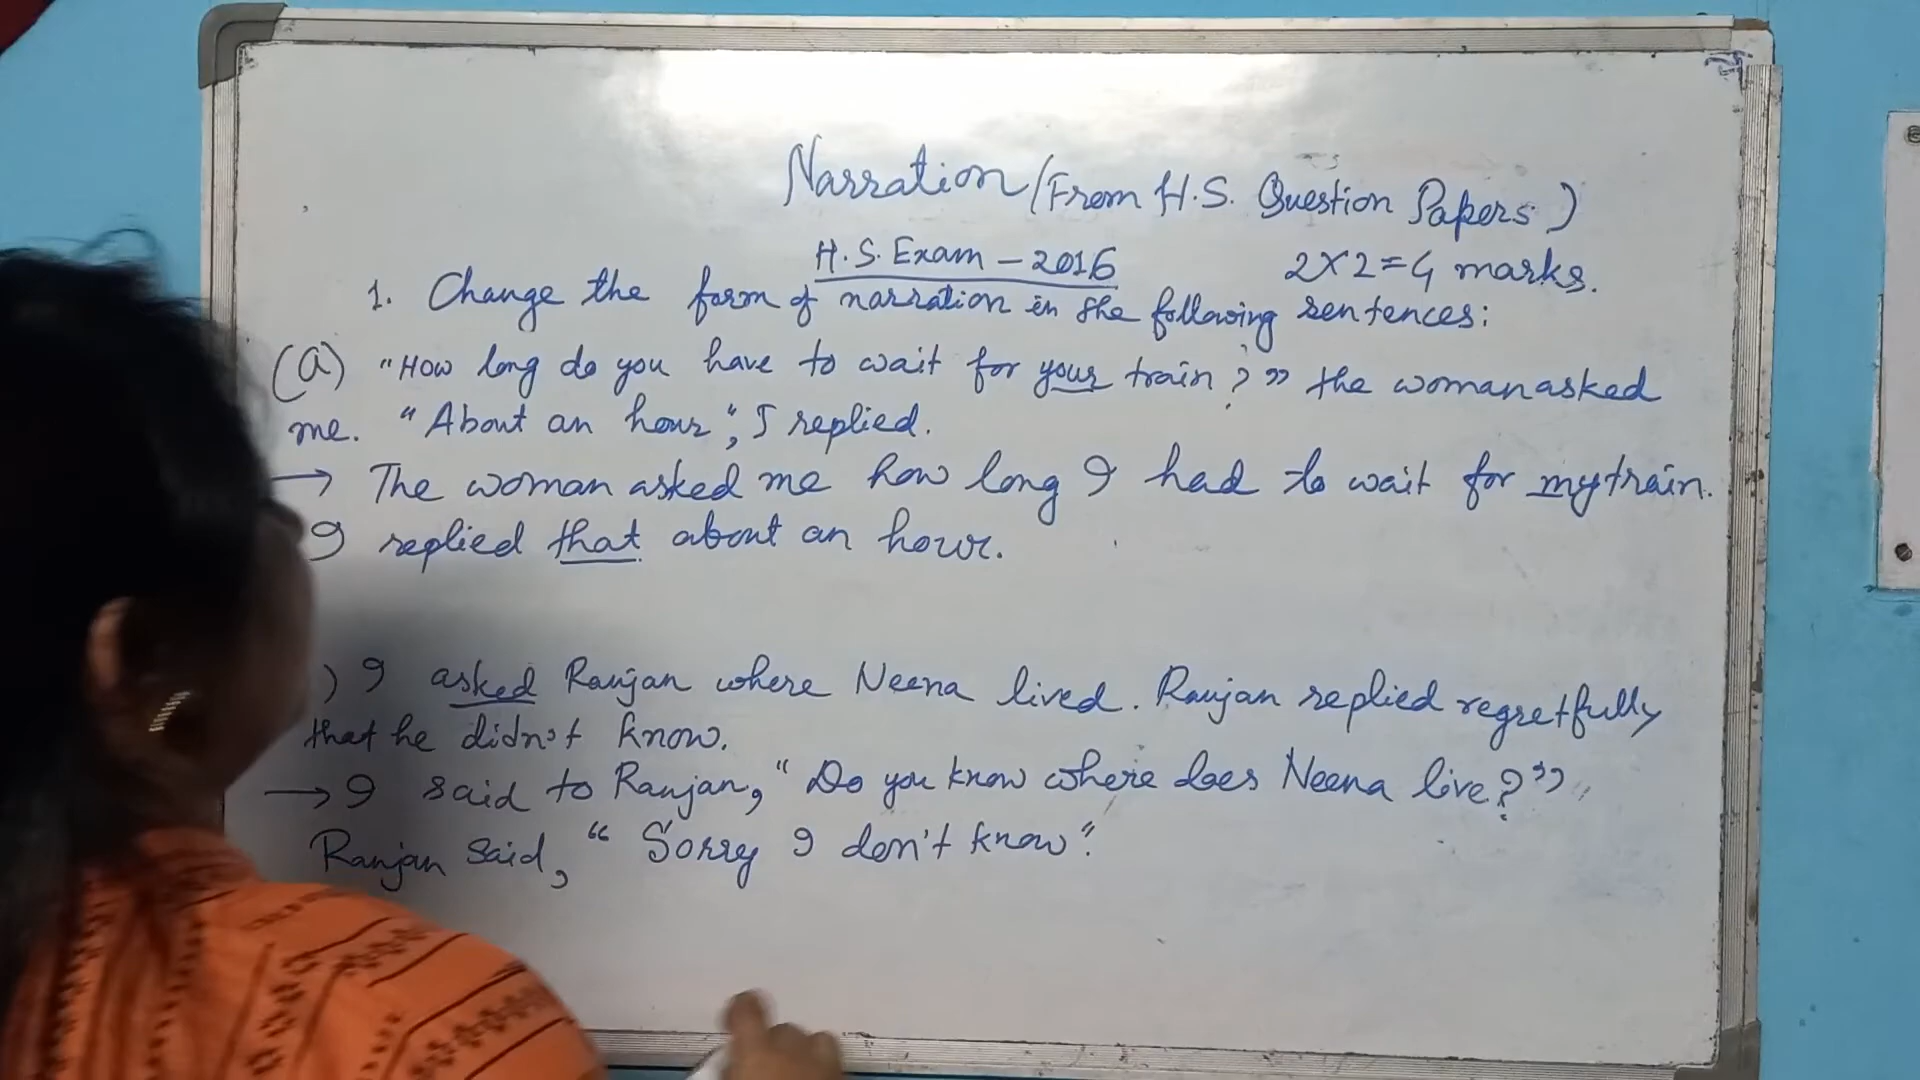 Narration (From H.S. Question Papers)
H.S. Exam - 2016
2x2=4 marks.
1. Change the form of narration in the following sentences:
(a) "How long do you have to wait for your train?" the woman asked
me. "About an hour", I replied.
→ The woman asked me how long I had to wait for my train.
I replied that about an hour.
) I asked Ranjan where Neena lived. Ranjan replied regretfully
that he didn't know.
→ I said to Ranjan, "Do you know where does Neena live?"
Ranjan said, "Sorry I don't know".